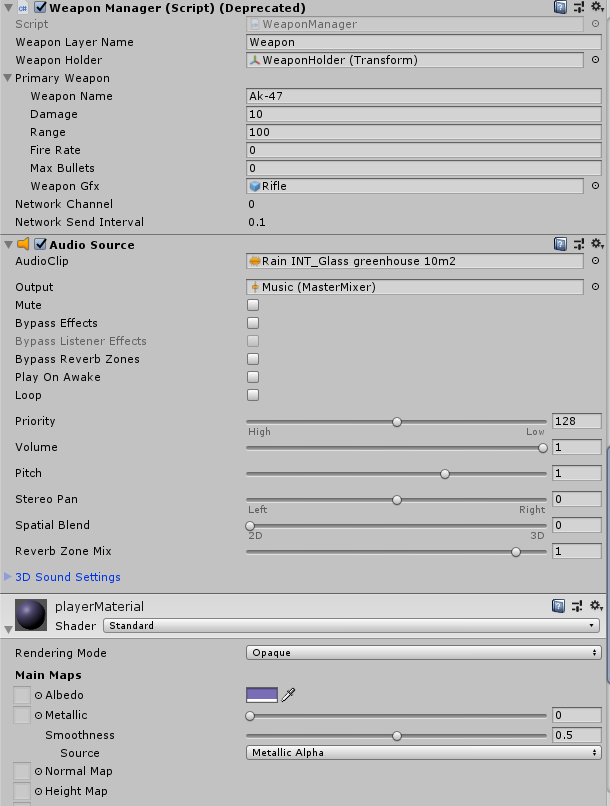 Weapon Manager (Script) (Deprecated)
Script WeaponManager
Weapon Layer Name Weapon
Weapon Holder WeaponHolder (Transform)
Primary Weapon
Weapon Name Ak-47
Damage 10
Range 100
Fire Rate 0
Max Bullets 0
Weapon Gfx Rifle
Network Channel 0
Network Send Interval 0.1
Audio Source
AudioClip Rain INT_Glass greenhouse 10m2
Output Music (MasterMixer)
Mute
Bypass Effects
Bypass Listener Effects
Bypass Reverb Zones
Play On Awake
Loop
Priority 128
High Low
Volume 1
Pitch 1
Stereo Pan 0
Left Right
Spatial Blend 0
2D 3D
Reverb Zone Mix 1
3D Sound Settings
playerMaterial
Shader Standard
Rendering Mode Opaque
Main Maps
Albedo
Metallic 0
Smoothness 0.5
Source Metallic Alpha
Normal Map
Height Map